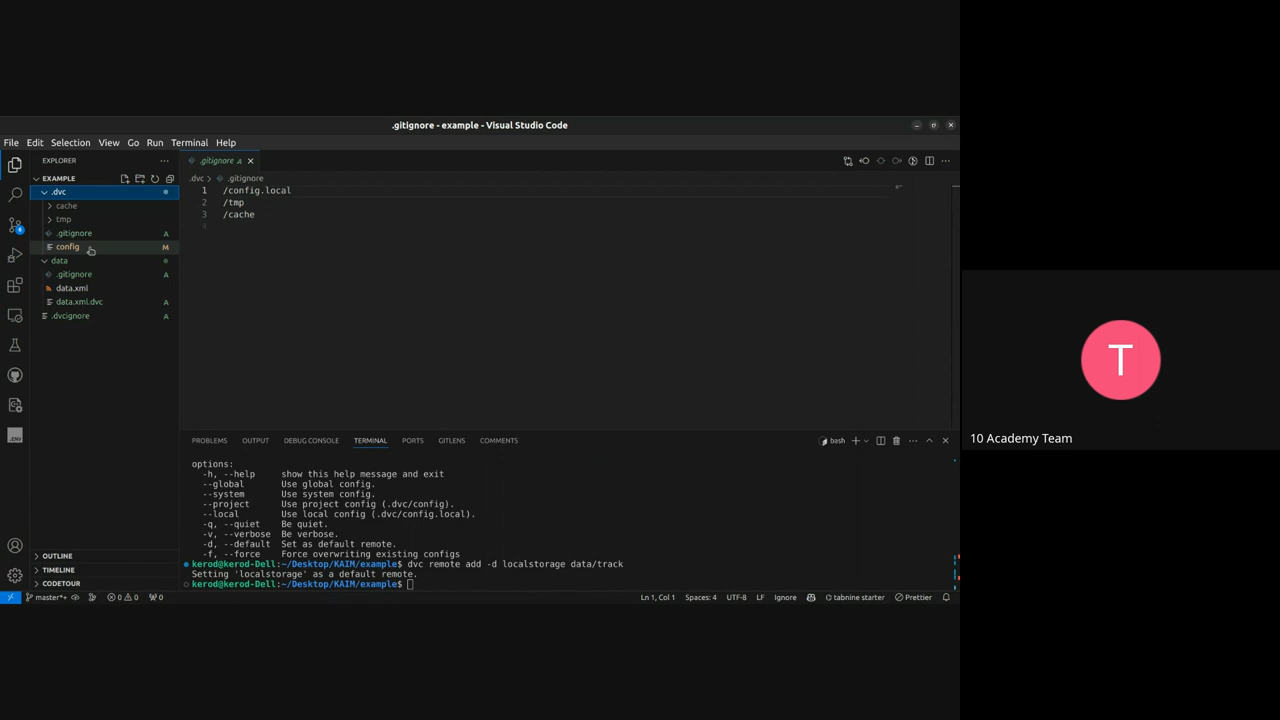 .gitignore - example - Visual Studio Code
File Edit Selection View Go Run Terminal Help
EXPLORER
EXAMPLE
.dvc
cache
tmp
.gitignore A
config M
data
.gitignore A
data.xml
data.xml.dvc A
.dvcignore A
OUTLINE
TIMELINE
CODETOUR
.gitignore A
.dvc > .gitignore
1 /config.local
2 /tmp
3 /cache
4
PROBLEMS OUTPUT DEBUG CONSOLE TERMINAL PORTS GITLENS COMMENTS
bash
options:
-h, --help show this help message and exit
--global Use global config.
--system Use system config.
--project Use project config (.dvc/config).
--local Use local config (.dvc/config.local).
-q, --quiet Be quiet.
-v, --verbose Be verbose.
-d, --default Set as default remote.
-f, --force Force overwriting existing configs
kerod@kerod-Dell:~/Desktop/KAIM/example$ dvc remote add -d localstorage data/track
Setting 'localstorage' as a default remote.
kerod@kerod-Dell:~/Desktop/KAIM/example$
master*+ 0 0 0 Ln 1, Col 1 Spaces: 4 UTF-8 LF Ignore tabnine starter Prettier
.ENV
T
10 Academy Team